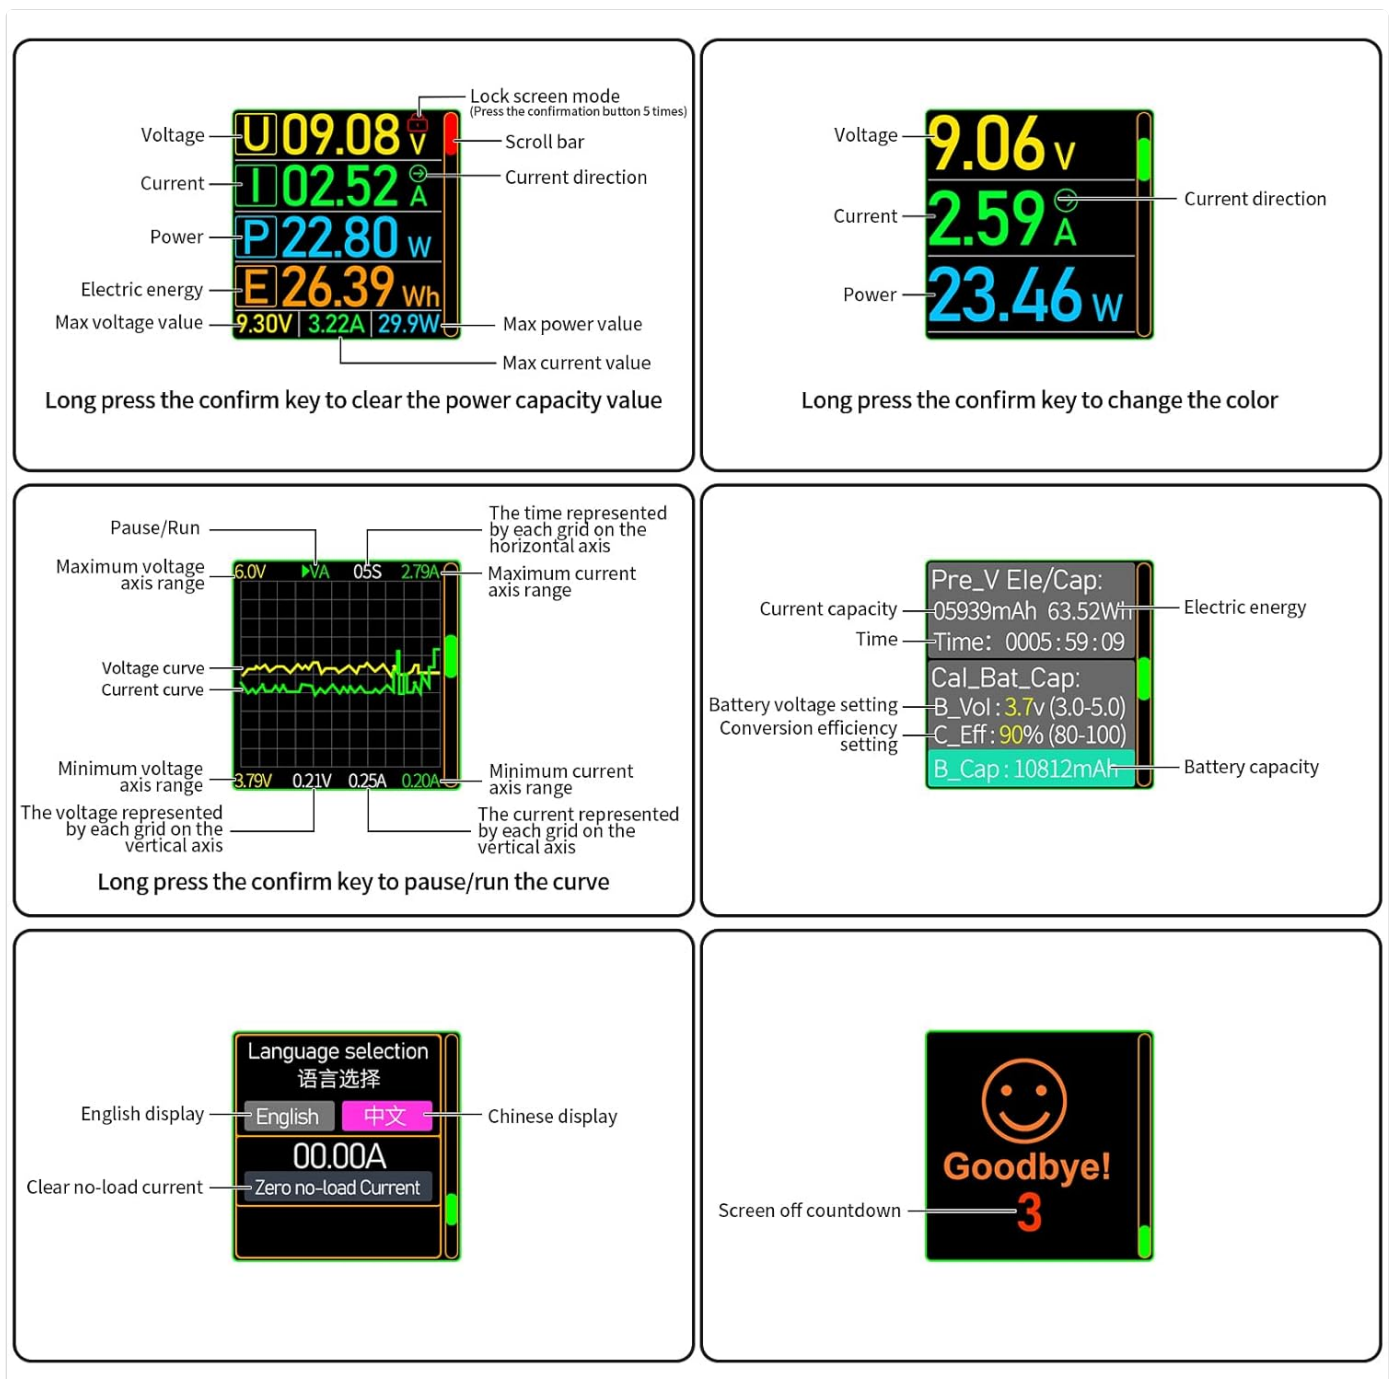 Lock screen mode
(Press the confirmation button 5 times)
Voltage
U 09.08 V
Scroll bar
Current
I 02.52 A
Current direction
Power
P 22.80 W
Electric energy
E 26.39 Wh
Max voltage value
9.30V 3.22A 29.9W
Max power value
Max current value
Long press the confirm key to clear the power capacity value
Voltage
9.06 V
Current
2.59 A
Current direction
Power
23.46 W
Long press the confirm key to change the color
Pause/Run
The time represented
by each grid on the
horizontal axis
Maximum voltage
axis range
6.0V VA 05S 2.79A
Maximum current
axis range
Voltage curve
Current curve
Minimum voltage
axis range
3.79V 0.21V 0.25A 0.20A
Minimum current
axis range
The voltage represented
by each grid on the
vertical axis
The current represented
by each grid on the
vertical axis
Long press the confirm key to pause/run the curve
Pre_V Ele/Cap:
Current capacity
05939mAh 63.52Wh
Electric energy
Time
Time: 0005:59:09
Cal_Bat_Cap:
Battery voltage setting
B_Vol:3.7v(3.0-5.0)
Conversion efficiency
setting
C_Eff:90%(80-100)
B_Cap:10812mAh
Battery capacity
Language selection
语言选择
English display
English 中文
Chinese display
00.00A
Clear no-load current
Zero no-load Current
Goodbye!
Screen off countdown
3